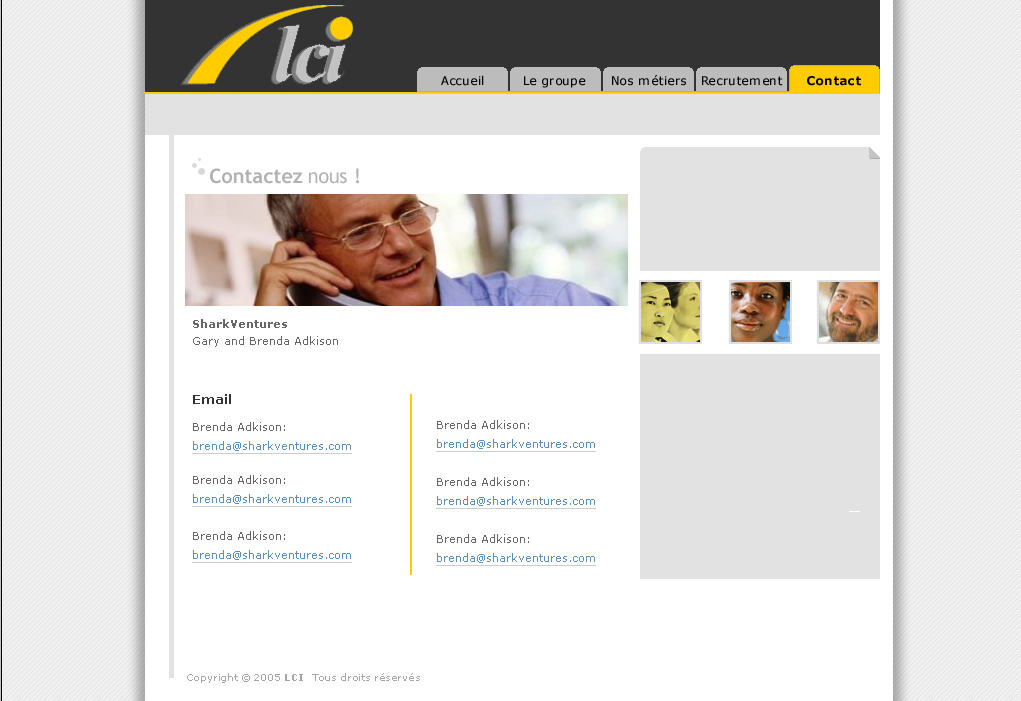 lci
Accueil
Le groupe
Nos métiers
Recrutement
Contact
Contactez nous !
SharkVentures
Gary and Brenda Adkison
Email
Brenda Adkison:
brenda@sharkventures.com
Brenda Adkison:
brenda@sharkventures.com
Brenda Adkison:
brenda@sharkventures.com
Brenda Adkison:
brenda@sharkventures.com
Brenda Adkison:
brenda@sharkventures.com
Brenda Adkison:
brenda@sharkventures.com
Copyright © 2005 LCI Tous droits réservés